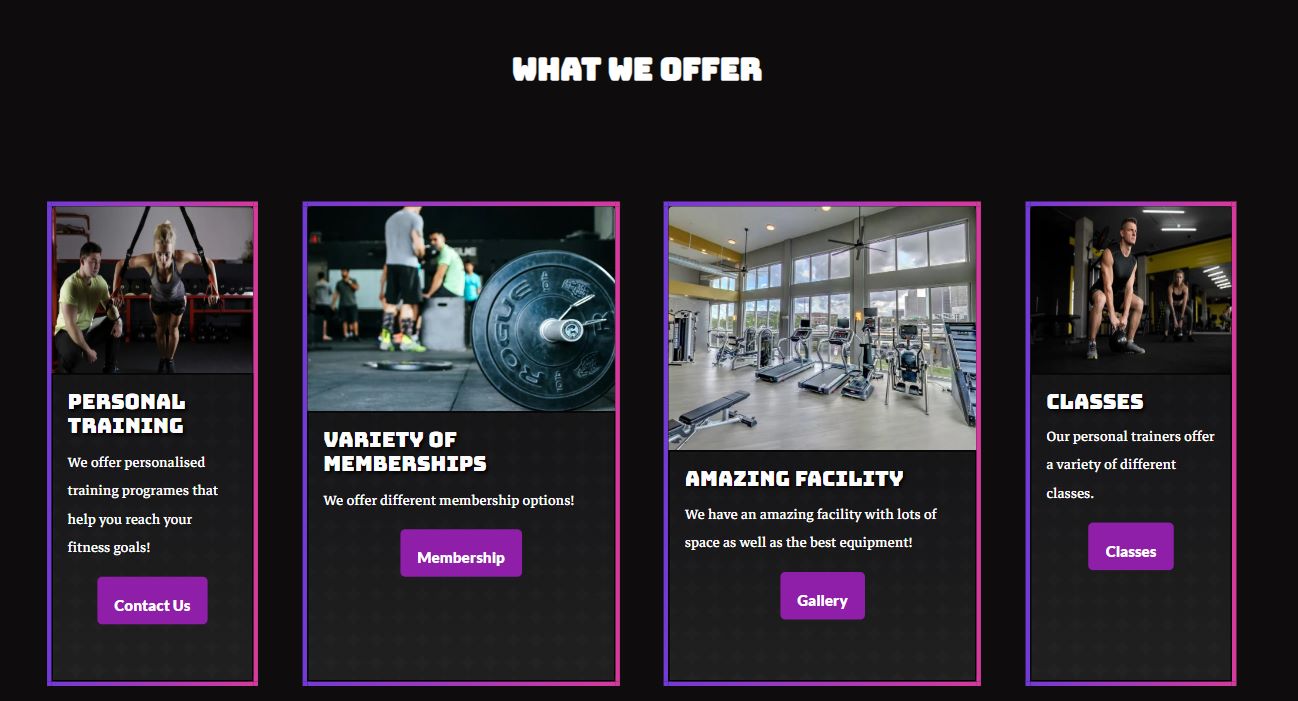 WHAT WE OFFER
ROGUE
PERSONAL
TRAINING
We offer personalised
training programes that
help you reach your
fitness goals!
Contact Us
VARIETY OF
MEMBERSHIPS
We offer different membership options!
Membership
AMAZING FACILITY
We have an amazing facility with lots of
space as well as the best equipment!
Gallery
CLASSES
Our personal trainers offer
a variety of different
classes.
Classes